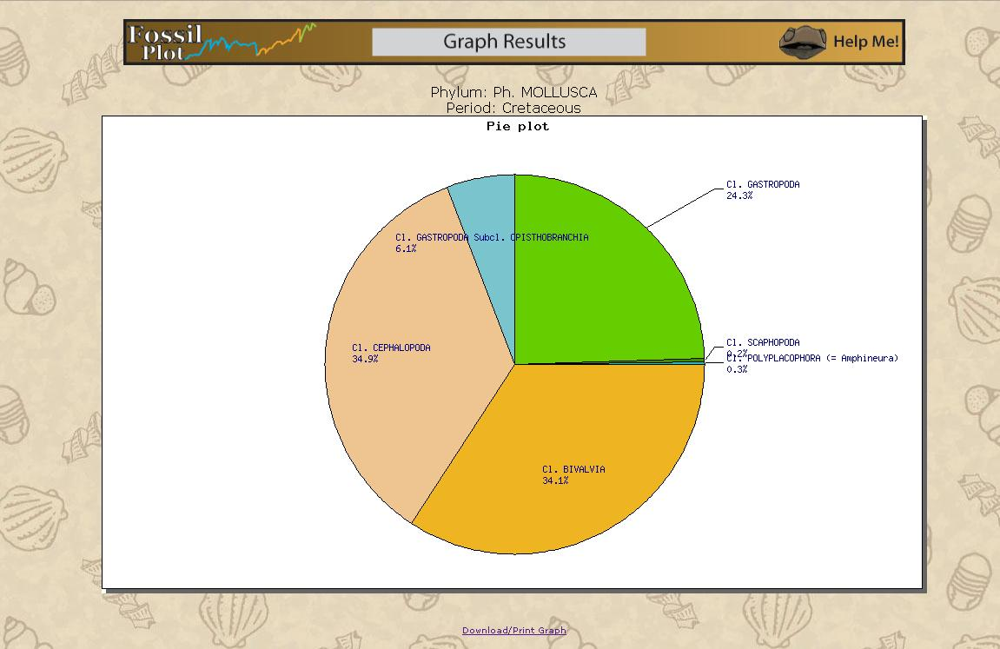 Fossil
Plot
Graph Results
Help Me!
Phylum: Ph. MOLLUSCA
Period: Cretaceous
Pie plot
Cl. GASTROPODA
24.3%
Cl. GASTROPODA Subcl. OPISTHOBRANCHIA
6.1%
Cl. CEPHALOPODA
34.9%
Cl. SCAPHOPODA
0.2%
Cl. POLYPLACOPHORA (= Amphineura)
0.3%
Cl. BIVALVIA
34.1%
Download/Print Graph